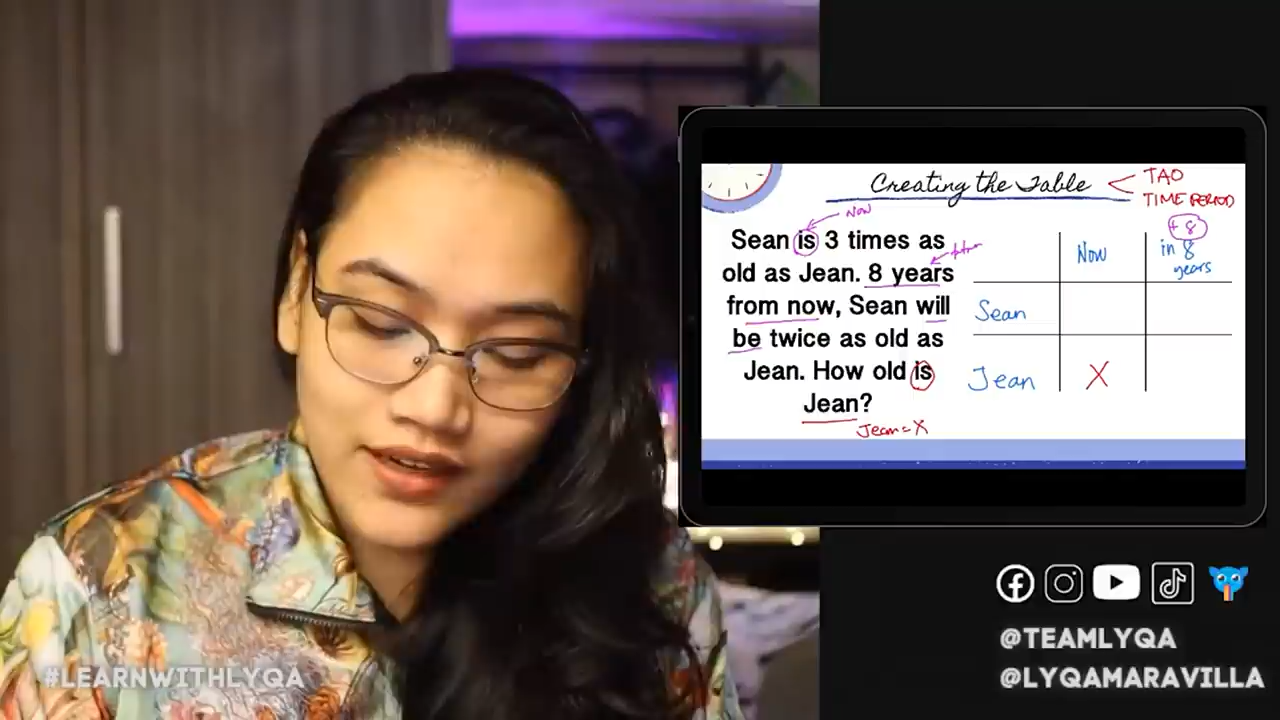 Creating the Table
TAO
TIME PERIOD
Now
Sean is 3 times as
old as Jean. 8 years
from now, Sean will
be twice as old as
Jean. How old is
Jean?
Jean = X
+8
Now
in 8
years
Sean
Jean
X
#LEARNWITHLYQA
@TEAMLYQA
@LYQAMARAVILLA